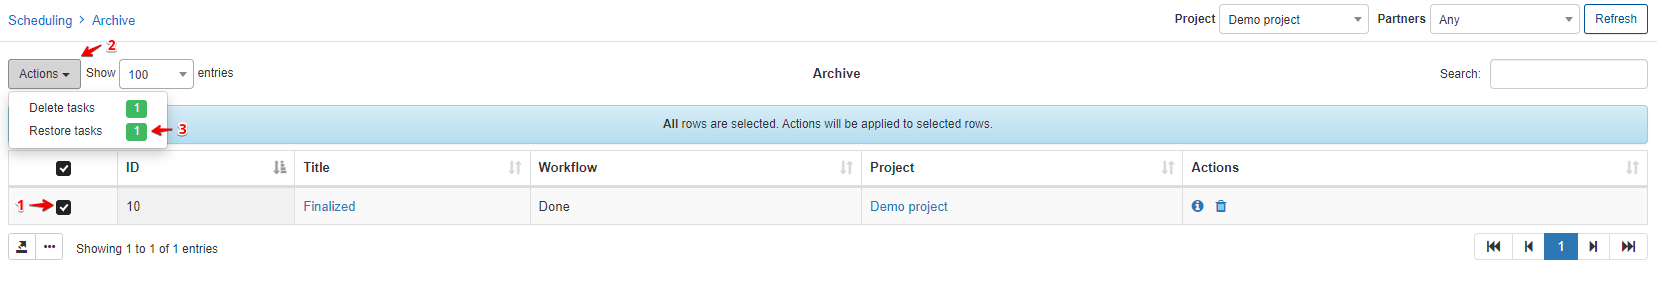 Scheduling > Archive
Project Demo project Partners Any Refresh
2
Actions Show 100 entries Archive Search:
Delete tasks 1
Restore tasks 1 3
All rows are selected. Actions will be applied to selected rows.
ID Title Workflow Project Actions
1 10 Finalized Done Demo project
Showing 1 to 1 of 1 entries 1